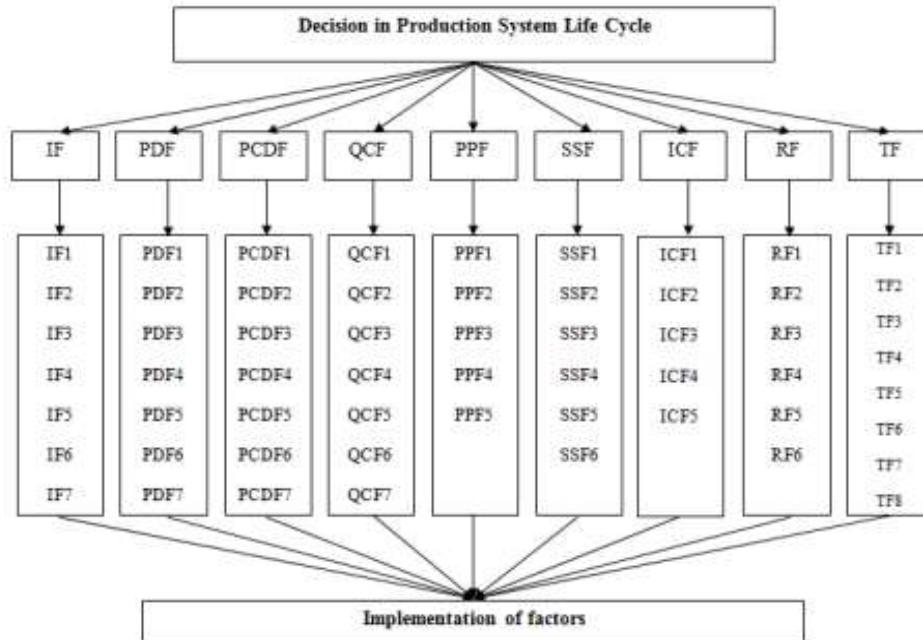 Decision in Production System Life Cycle
IF PDF PCDF QCF PPF SSF ICF RF TF
IF1 PDF1 PCDF1 QCF1 PPF1 SSF1 ICF1 RF1 TF1
IF2 PDF2 PCDF2 QCF2 PPF2 SSF2 ICF2 RF2 TF2
IF3 PDF3 PCDF3 QCF3 PPF3 SSF3 ICF3 RF3 TF3
IF4 PDF4 PCDF4 QCF4 PPF4 SSF4 ICF4 RF4 TF4
IF5 PDF5 PCDF5 QCF5 PPF5 SSF5 ICF5 RF5 TF5
IF6 PDF6 PCDF6 QCF6 SSF6 RF6 TF6
IF7 PDF7 PCDF7 QCF7 TF7
TF8
Implementation of factors